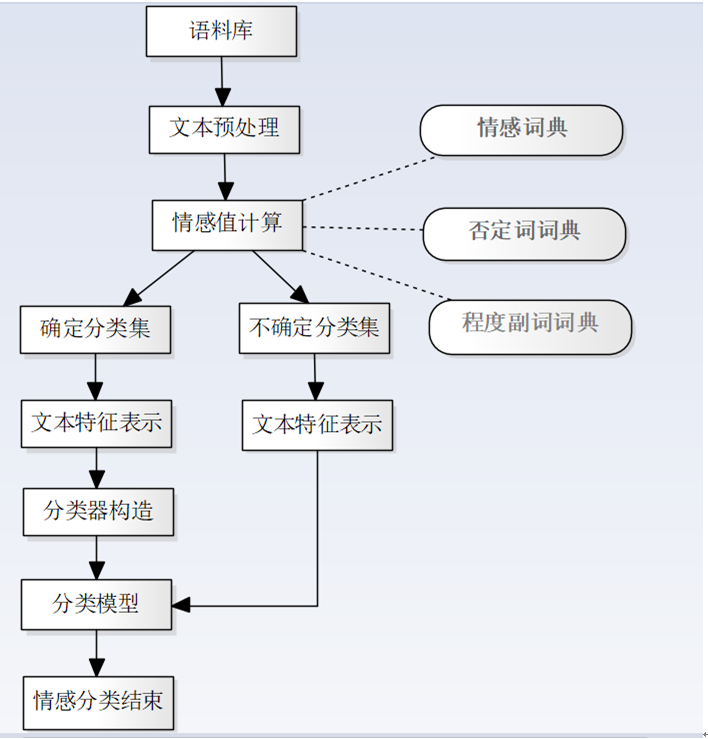 语料库
文本预处理
情感词典
情感值计算
否定词词典
确定分类集
不确定分类集
程度副词词典
文本特征表示
文本特征表示
分类器构造
分类模型
情感分类结束